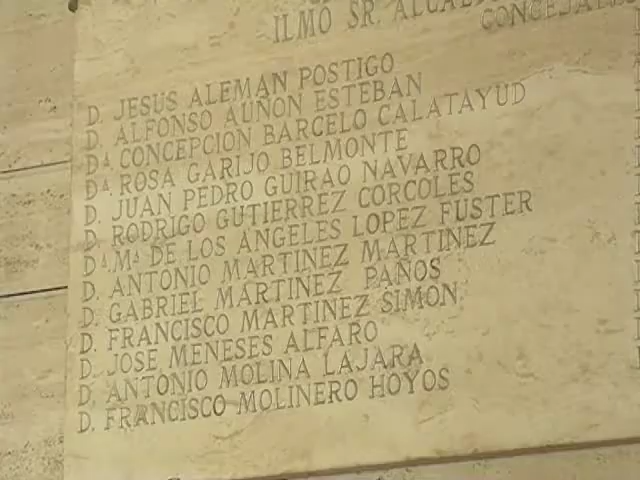 ILMO SR. ALCAL
CONCEJALES
D. JESUS ALEMAN POSTIGO
D. ALFONSO AUÑON ESTEBAN
Dª. CONCEPCION BARCELO CALATAYUD
Dª. ROSA GARIJO BELMONTE
D. JUAN PEDRO GUIRAO NAVARRO
D. RODRIGO GUTIERREZ CORCOLES
Dª. Mª DE LOS ANGELES LOPEZ FUSTER
D. ANTONIO MARTINEZ MARTINEZ
D. GABRIEL MARTINEZ PAÑOS
D. FRANCISCO MARTINEZ SIMON
D. JOSE MENESES ALFARO
D. ANTONIO MOLINA LAJARA
D. FRANCISCO MOLINERO HOYOS